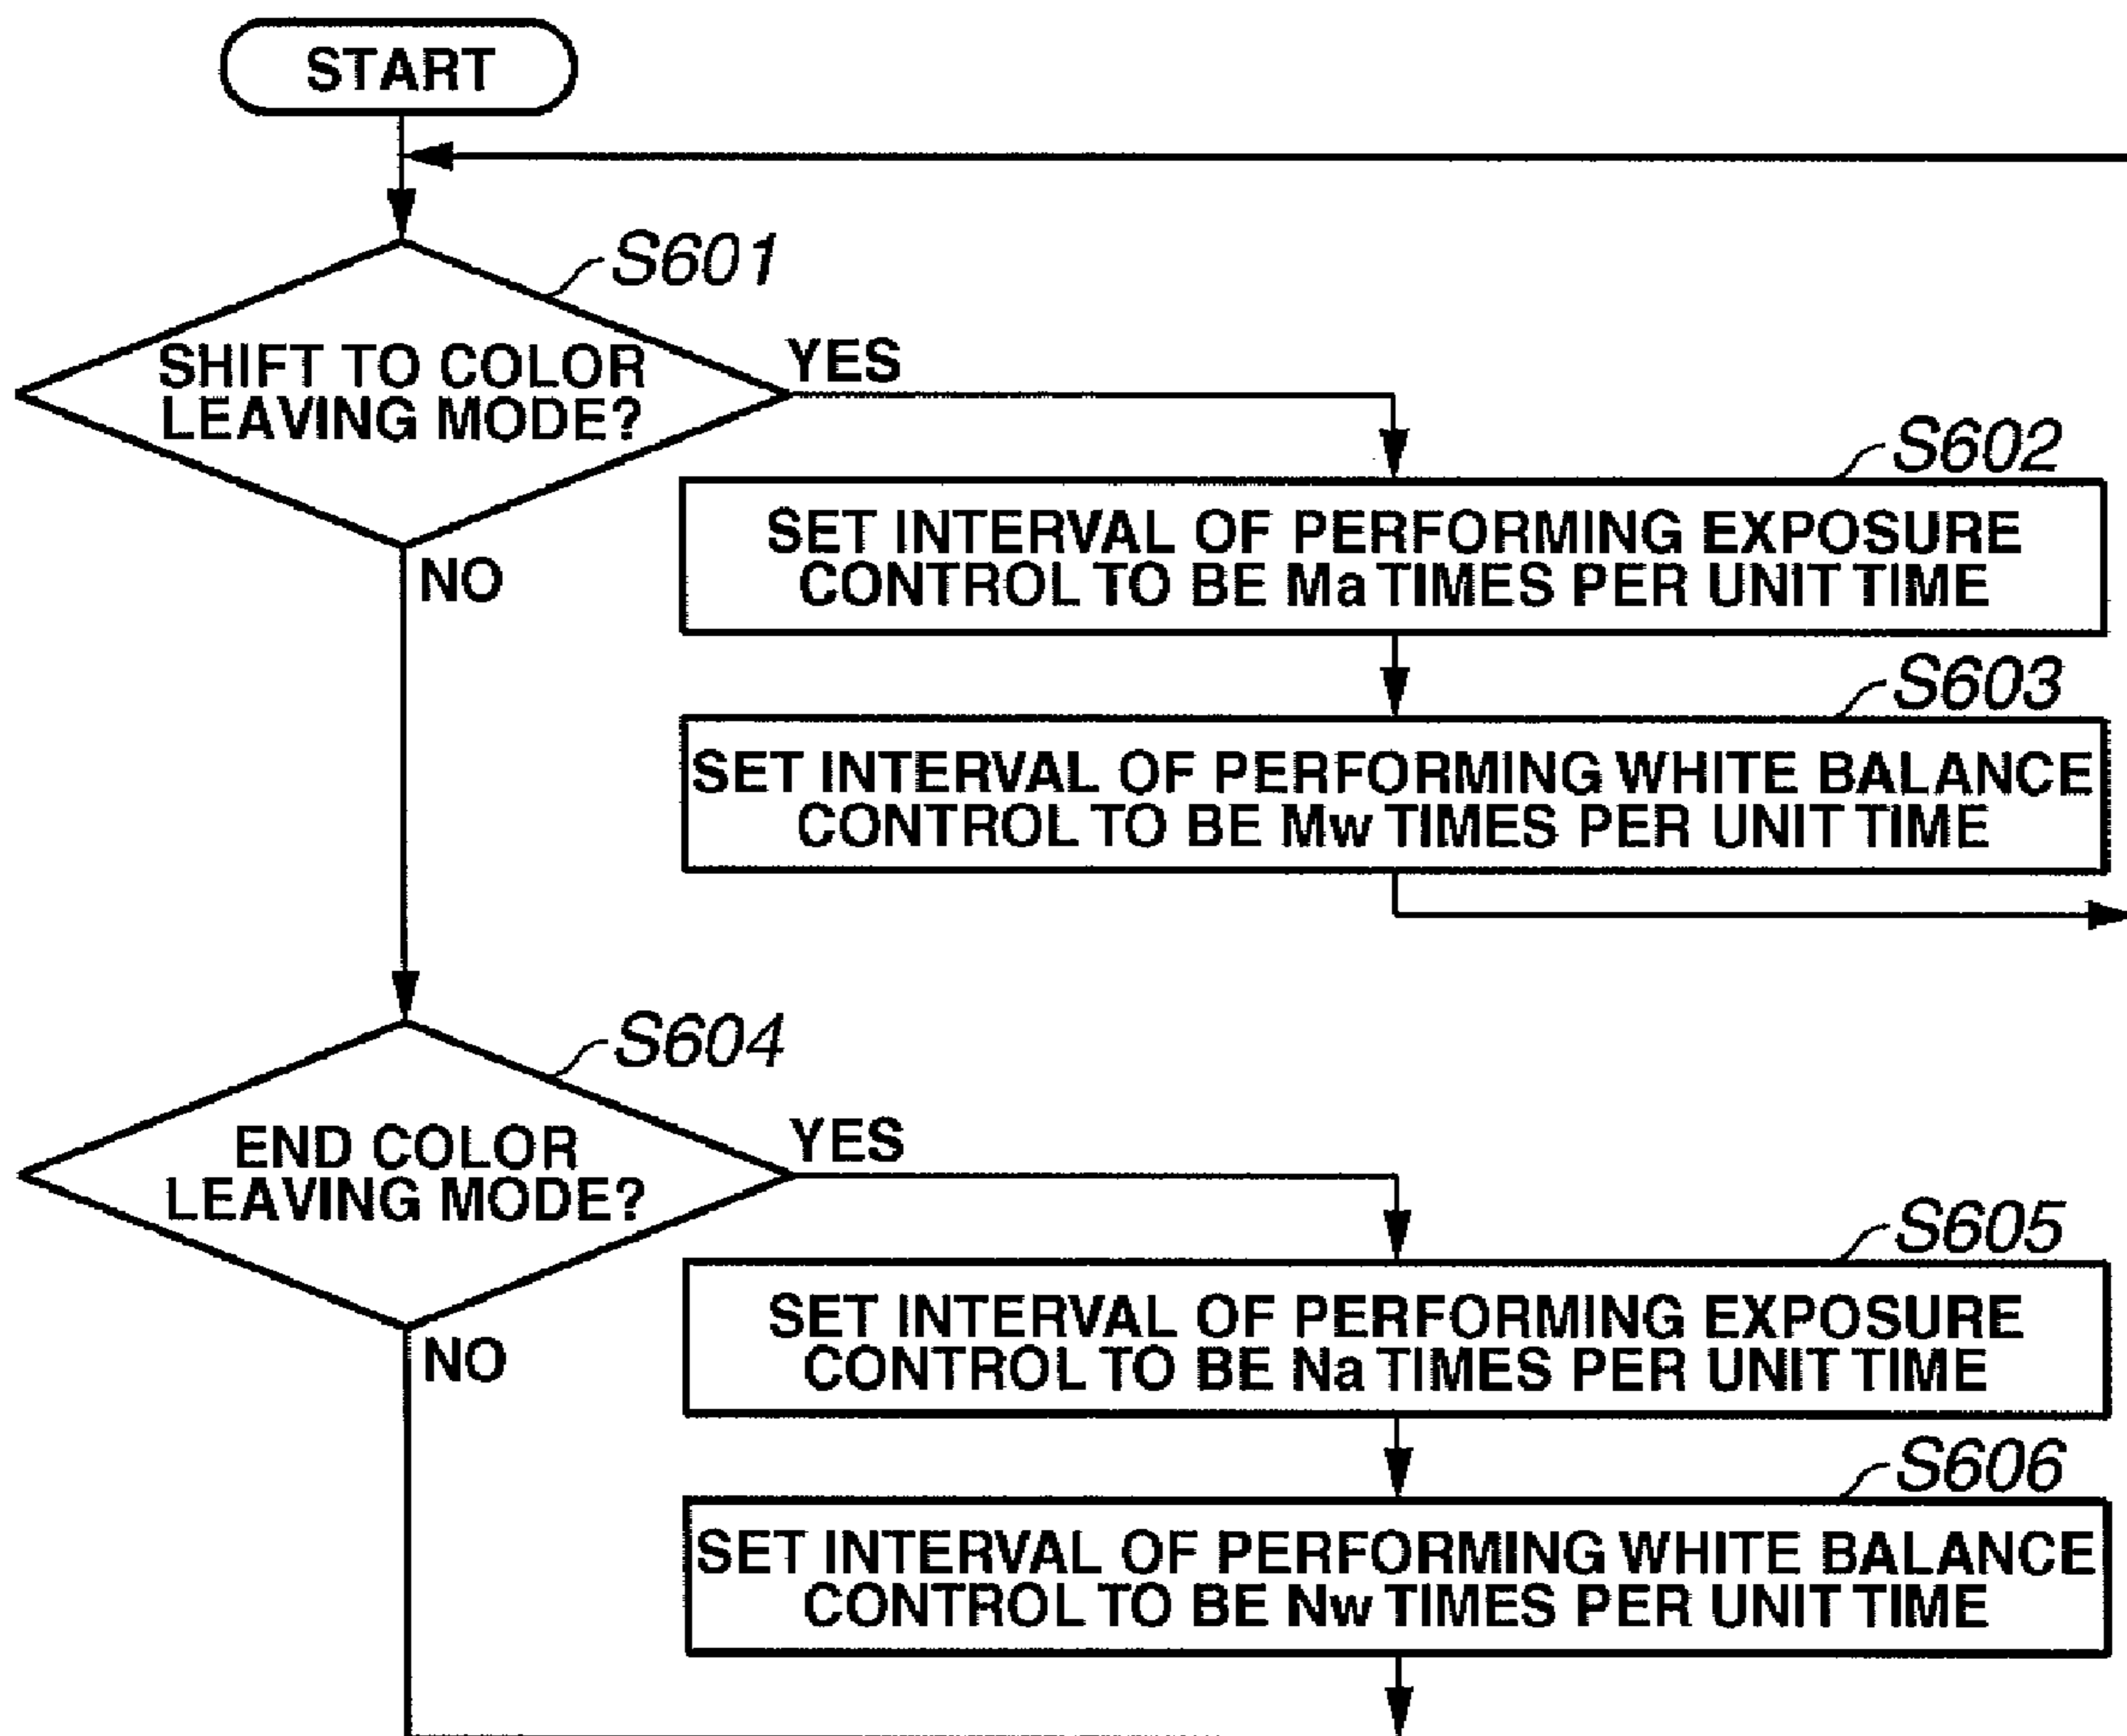 START
S601
SHIFT TO COLOR
LEAVING MODE?
YES
NO
S602
SET INTERVAL OF PERFORMING EXPOSURE
CONTROL TO BE Ma TIMES PER UNIT TIME
S603
SET INTERVAL OF PERFORMING WHITE BALANCE
CONTROL TO BE Mw TIMES PER UNIT TIME
S604
END COLOR
LEAVING MODE?
YES
NO
S605
SET INTERVAL OF PERFORMING EXPOSURE
CONTROL TO BE Na TIMES PER UNIT TIME
S606
SET INTERVAL OF PERFORMING WHITE BALANCE
CONTROL TO BE Nw TIMES PER UNIT TIME